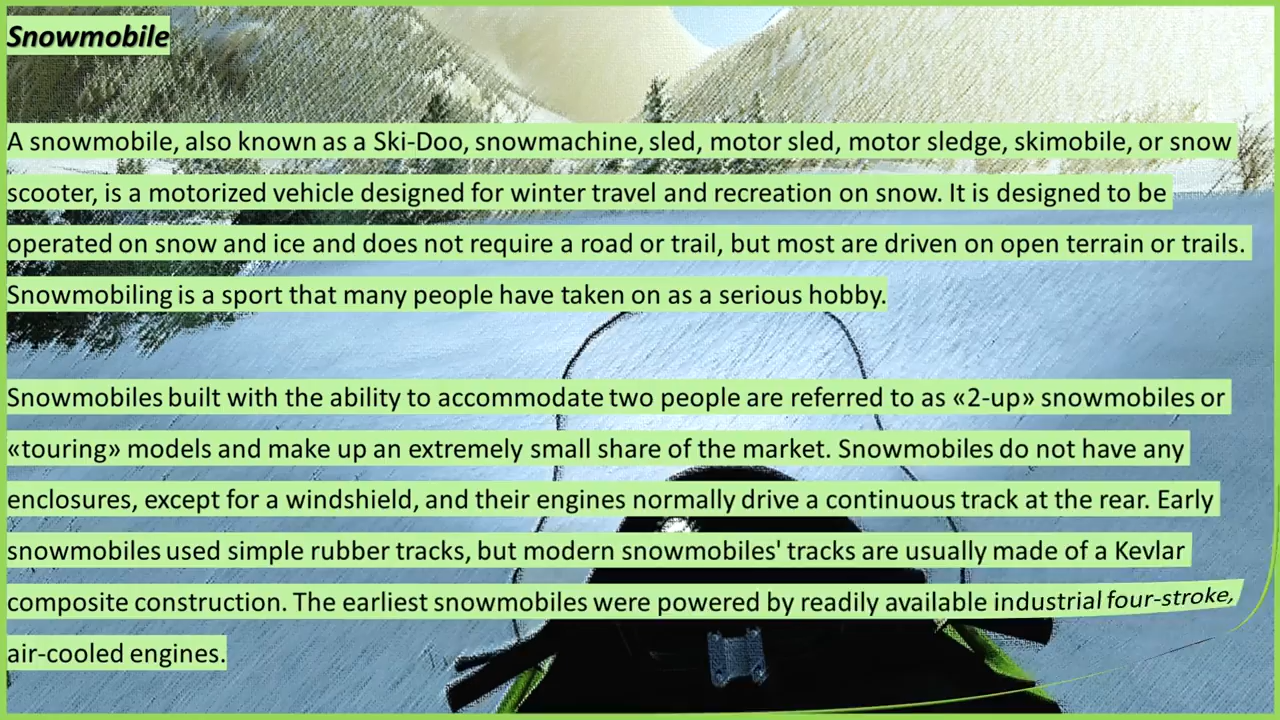 Snowmobile
A snowmobile, also known as a Ski-Doo, snowmachine, sled, motor sled, motor sledge, skimobile, or snow
scooter, is a motorized vehicle designed for winter travel and recreation on snow. It is designed to be
operated on snow and ice and does not require a road or trail, but most are driven on open terrain or trails.
Snowmobiling is a sport that many people have taken on as a serious hobby.
Snowmobiles built with the ability to accommodate two people are referred to as «2-up» snowmobiles or
«touring» models and make up an extremely small share of the market. Snowmobiles do not have any
enclosures, except for a windshield, and their engines normally drive a continuous track at the rear. Early
snowmobiles used simple rubber tracks, but modern snowmobiles' tracks are usually made of a Kevlar
composite construction. The earliest snowmobiles were powered by readily available industrial four-stroke,
air-cooled engines.